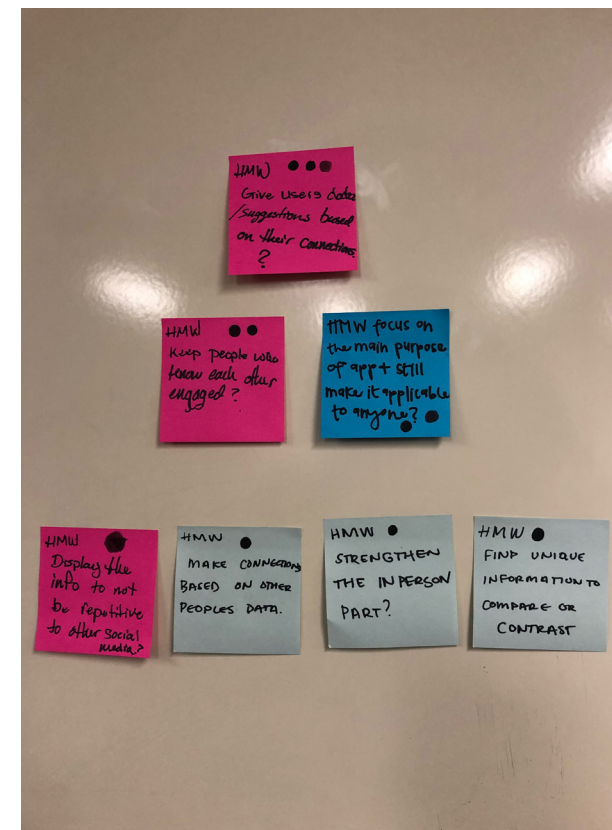 HMW
Give users dates
/suggestions based
on their connections
?
HMW
Keep people who
know each other
engaged?
HMW focus on
the main purpose
of app + still
make it applicable
to anyone?
HMW
Display the
info to not
be repetitive
to other social
media?
HMW
MAKE CONNECTIONS
BASED ON OTHER
PEOPLES DATA.
HMW
STRENGTHEN
THE INPERSON
PART?
HMW
FIND UNIQUE
INFORMATION TO
COMPARE OR
CONTRAST